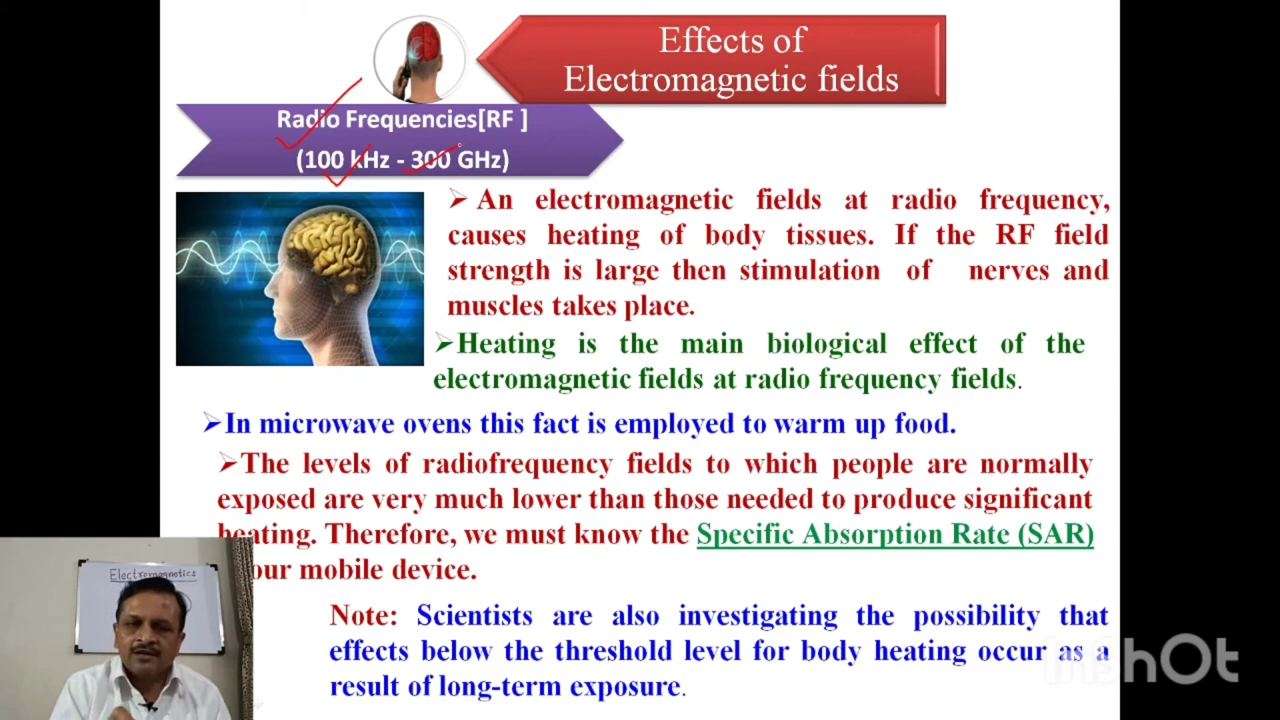 Effects of
Electromagnetic fields
Radio Frequencies[RF ]
(100 kHz - 300 GHz)
➢ An electromagnetic fields at radio frequency,
causes heating of body tissues. If the RF field
strength is large then stimulation of nerves and
muscles takes place.
➢Heating is the main biological effect of the
electromagnetic fields at radio frequency fields.
➢In microwave ovens this fact is employed to warm up food.
➢The levels of radiofrequency fields to which people are normally
exposed are very much lower than those needed to produce significant
heating. Therefore, we must know the Specific Absorption Rate (SAR)
our mobile device.
Electromagnetics
Note: Scientists are also investigating the possibility that
effects below the threshold level for body heating occur as a
result of long-term exposure.